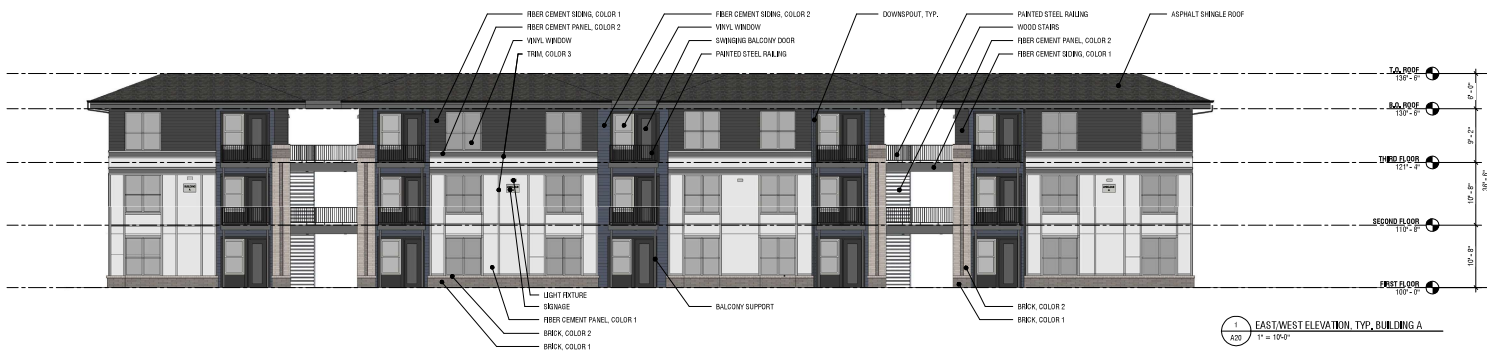 FIBER CEMENT SIDING, COLOR 1
FIBER CEMENT PANEL, COLOR 2
VINYL WINDOW
TRIM, COLOR 3
FIBER CEMENT SIDING, COLOR 2
VINYL WINDOW
SWINGING BALCONY DOOR
PAINTED STEEL RAILING
DOWNSPOUT, TYP.
PAINTED STEEL RAILING
WOOD STAIRS
FIBER CEMENT PANEL, COLOR 2
FIBER CEMENT SIDING, COLOR 1
ASPHALT SHINGLE ROOF
T.O. ROOF
136' - 6"
6' - 0"
B.O. ROOF
130' - 6"
9' - 2"
THIRD FLOOR
121' - 4"
10' - 8"
36' - 6"
SECOND FLOOR
110' - 8"
10' - 8"
FIRST FLOOR
100' - 0"
LIGHT FIXTURE
SIGNAGE
FIBER CEMENT PANEL, COLOR 1
BRICK, COLOR 2
BRICK, COLOR 1
BALCONY SUPPORT
BRICK, COLOR 2
BRICK, COLOR 1
1
A20
EAST/WEST ELEVATION, TYP, BUILDING A
1" = 10'-0"